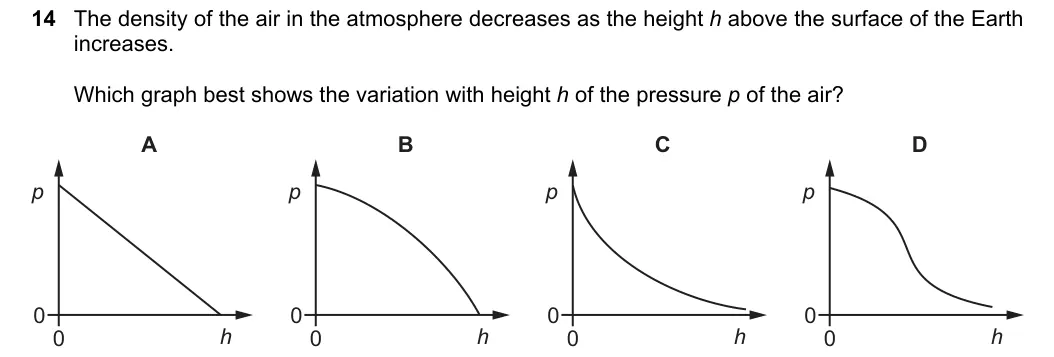 14 The density of the air in the atmosphere decreases as the height h above the surface of the Earth
increases.
Which graph best shows the variation with height h of the pressure p of the air?
A B C D
p p p p
0 0 0 0
0 h 0 h 0 h 0 h